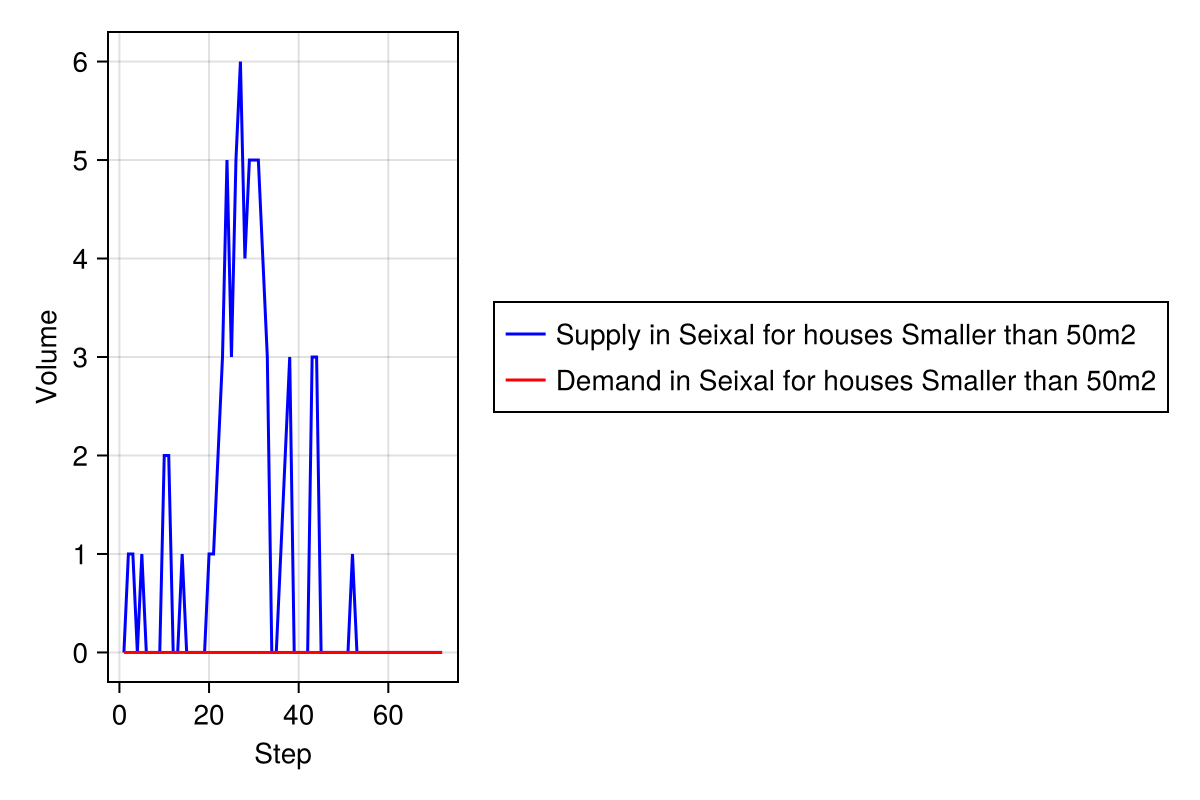 6
5
4
3
2
1
0
Volume
0 20 40 60
Step
Supply in Seixal for houses Smaller than 50m2
Demand in Seixal for houses Smaller than 50m2